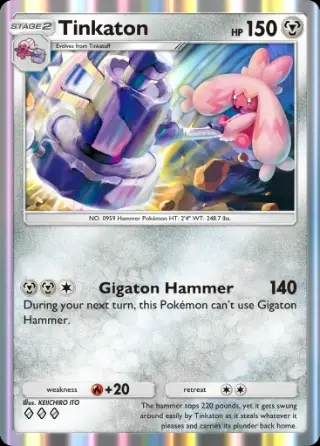 STAGE 2 Tinkaton HP 150
Evolves from Tinkatuff
NO. 0959 Hammer Pokémon HT: 2'4" WT: 248.7 lbs.
Gigaton Hammer 140
During your next turn, this Pokémon can't use Gigaton
Hammer.
weakness +20 retreat
Illus. KEIICHIRO ITO
The hammer tops 220 pounds, yet it gets swung
around easily by Tinkaton as it steals whatever it
pleases and carries its plunder back home.